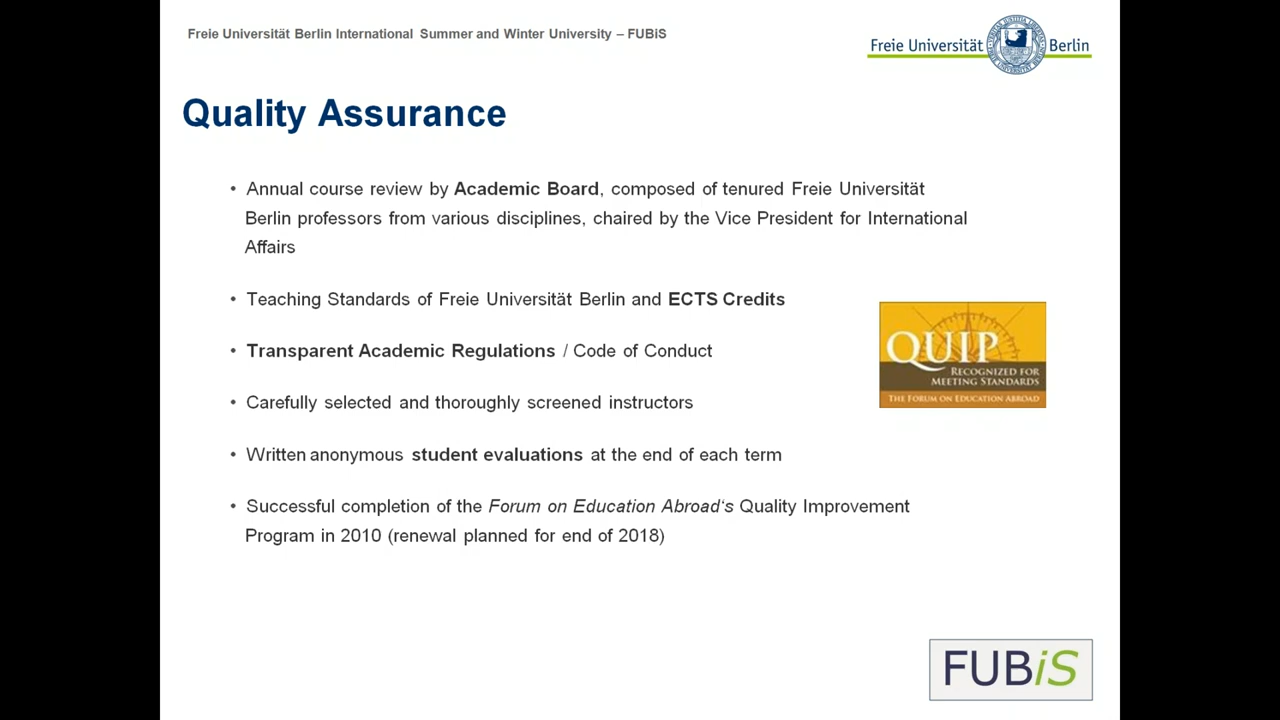 Freie Universität Berlin International Summer and Winter University – FUBiS
Freie Universität Berlin
Quality Assurance
• Annual course review by Academic Board, composed of tenured Freie Universität
Berlin professors from various disciplines, chaired by the Vice President for International
Affairs
• Teaching Standards of Freie Universität Berlin and ECTS Credits
• Transparent Academic Regulations / Code of Conduct
• Carefully selected and thoroughly screened instructors
• Written anonymous student evaluations at the end of each term
• Successful completion of the Forum on Education Abroad‘s Quality Improvement
Program in 2010 (renewal planned for end of 2018)
QUIP
RECOGNIZED FOR
MEETING STANDARDS
THE FORUM ON EDUCATION ABROAD
FUBiS